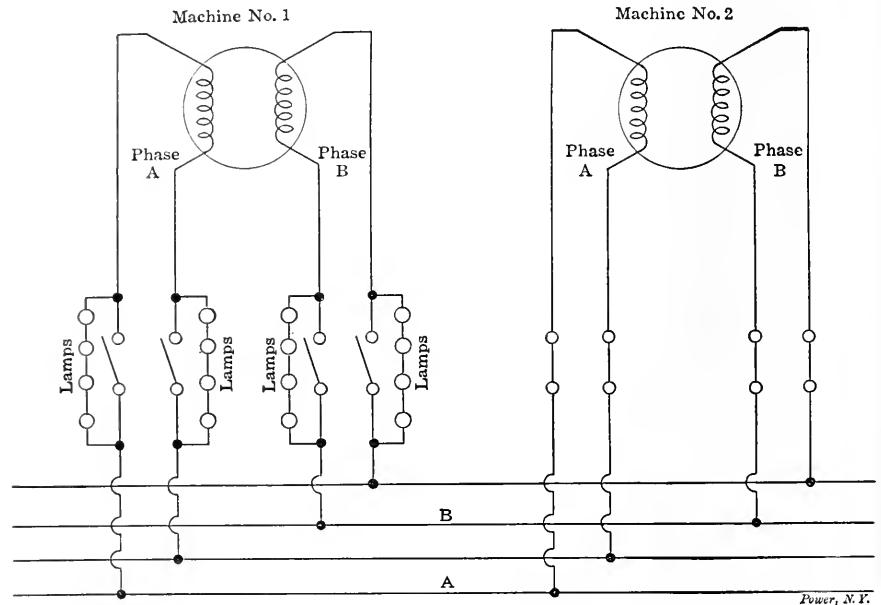 Machine No. 1
Machine No. 2
Phase
A
Phase
B
Phase
A
Phase
B
Lamps
Lamps
Lamps
Lamps
B
A
Power, N.Y.